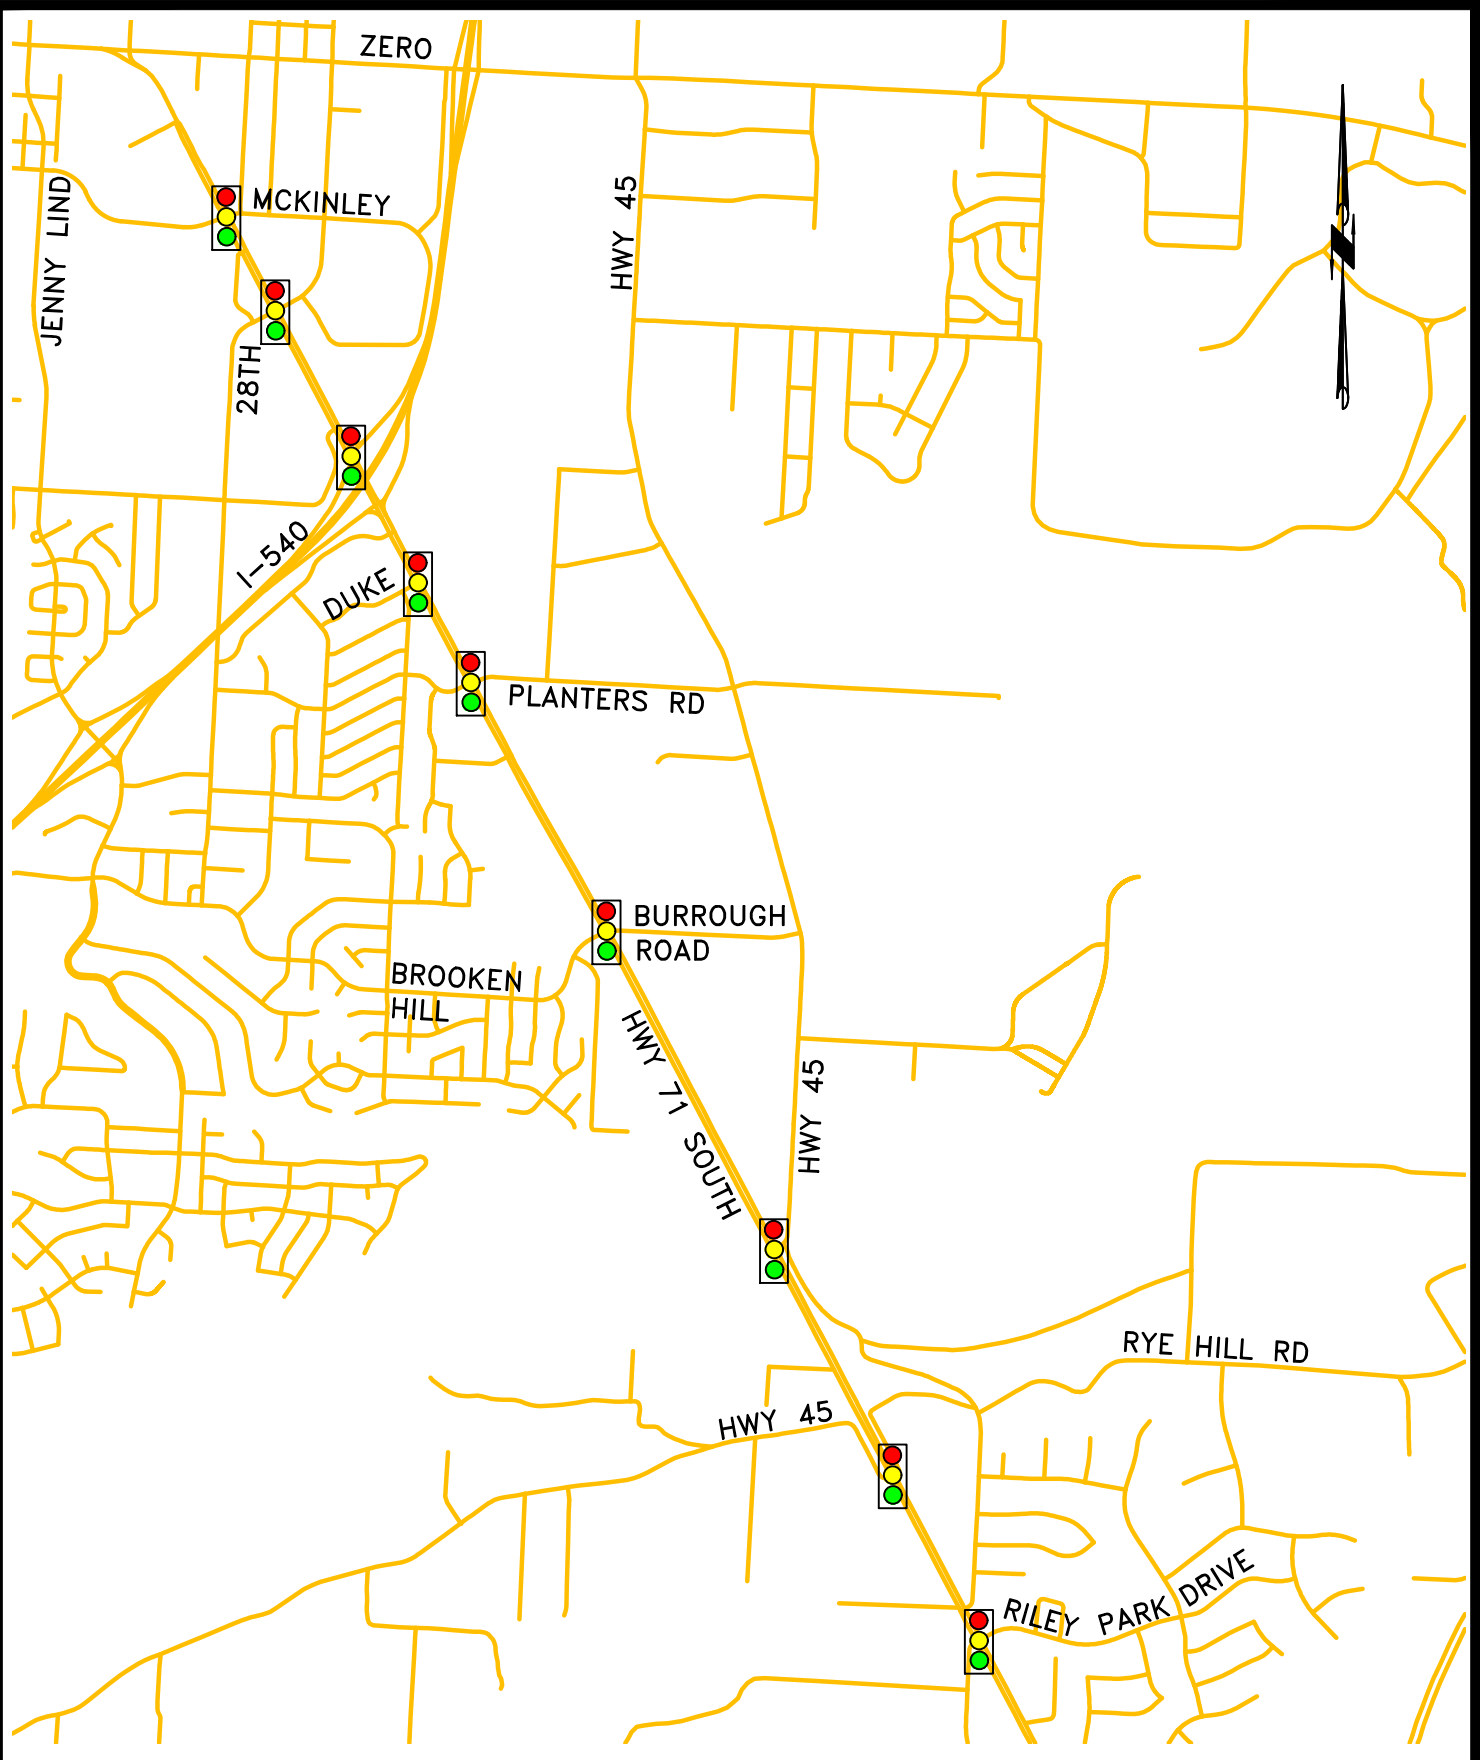 ZERO
JENNY LIND
MCKINLEY
HWY 45
28TH
I-540
DUKE
PLANTERS RD
BURROUGH
ROAD
BROOKEN
HILL
HWY 71 SOUTH
HWY 45
RYE HILL RD
HWY 45
RILEY PARK DRIVE